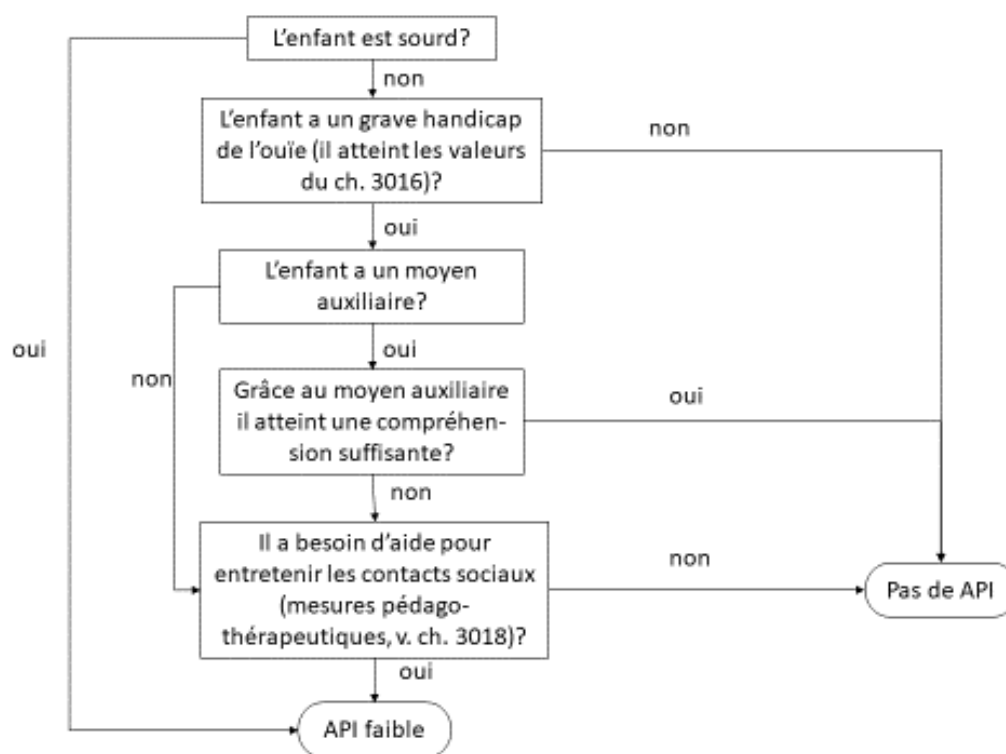 L'enfant est sourd?
non
L'enfant a un grave handicap
de l'ouïe (il atteint les valeurs
du ch. 3016)?
non
oui
L'enfant a un moyen
auxiliaire?
oui
oui
non
Grâce au moyen auxiliaire
il atteint une compréhen-
sion suffisante?
oui
non
Il a besoin d'aide pour
entretenir les contacts sociaux
(mesures pédago-
thérapeutiques, v. ch. 3018)?
non
Pas de API
oui
API faible